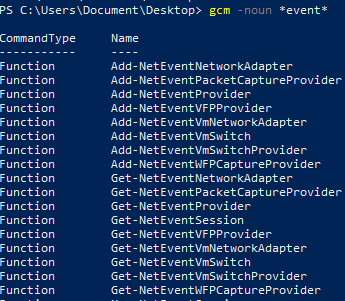 PS C:\Users\Document\Desktop> gcm -noun *event*
CommandType Name
----------- ----
Function Add-NetEventNetworkAdapter
Function Add-NetEventPacketCaptureProvider
Function Add-NetEventProvider
Function Add-NetEventVFPProvider
Function Add-NetEventVmNetworkAdapter
Function Add-NetEventVmSwitch
Function Add-NetEventVmSwitchProvider
Function Add-NetEventWFPCaptureProvider
Function Get-NetEventNetworkAdapter
Function Get-NetEventPacketCaptureProvider
Function Get-NetEventProvider
Function Get-NetEventSession
Function Get-NetEventVFPProvider
Function Get-NetEventVmNetworkAdapter
Function Get-NetEventVmSwitch
Function Get-NetEventVmSwitchProvider
Function Get-NetEventWFPCaptureProvider